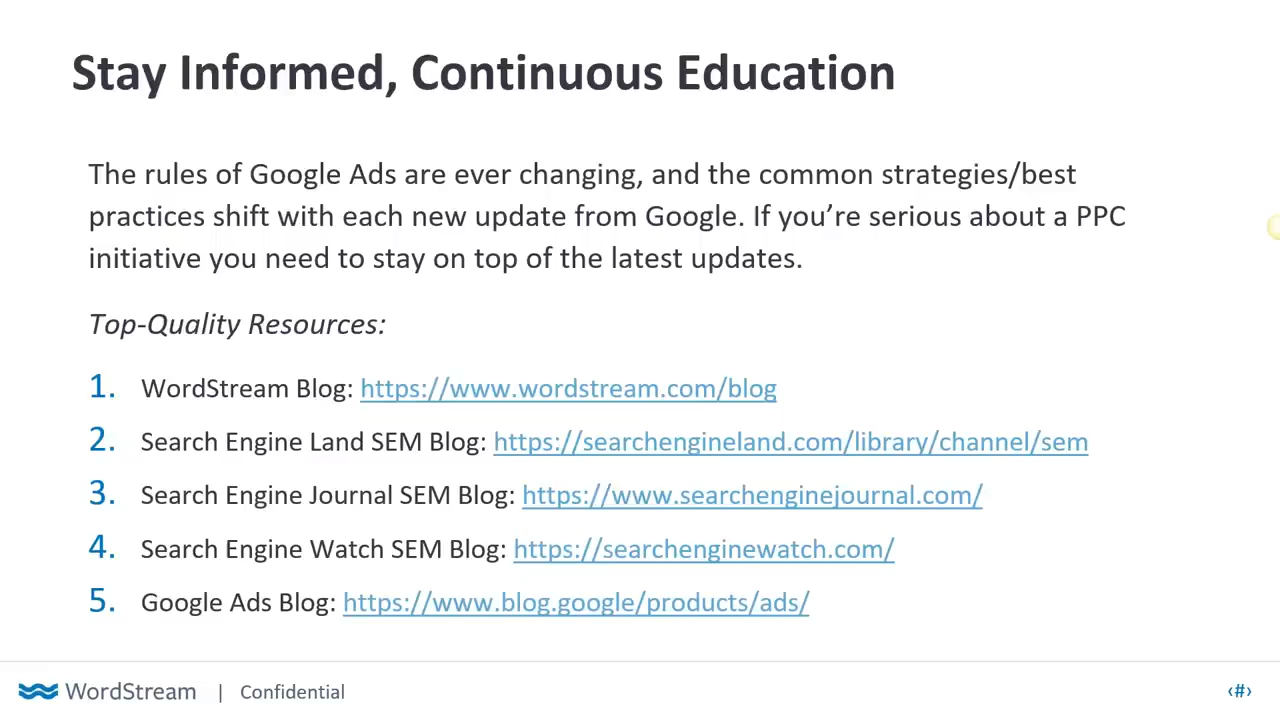 Stay Informed, Continuous Education
The rules of Google Ads are ever changing, and the common strategies/best
practices shift with each new update from Google. If you’re serious about a PPC
initiative you need to stay on top of the latest updates.
Top-Quality Resources:
1. WordStream Blog: https://www.wordstream.com/blog
2. Search Engine Land SEM Blog: https://searchengineland.com/library/channel/sem
3. Search Engine Journal SEM Blog: https://www.searchenginejournal.com/
4. Search Engine Watch SEM Blog: https://searchenginewatch.com/
5. Google Ads Blog: https://www.blog.google/products/ads/
WordStream | Confidential ‹#›